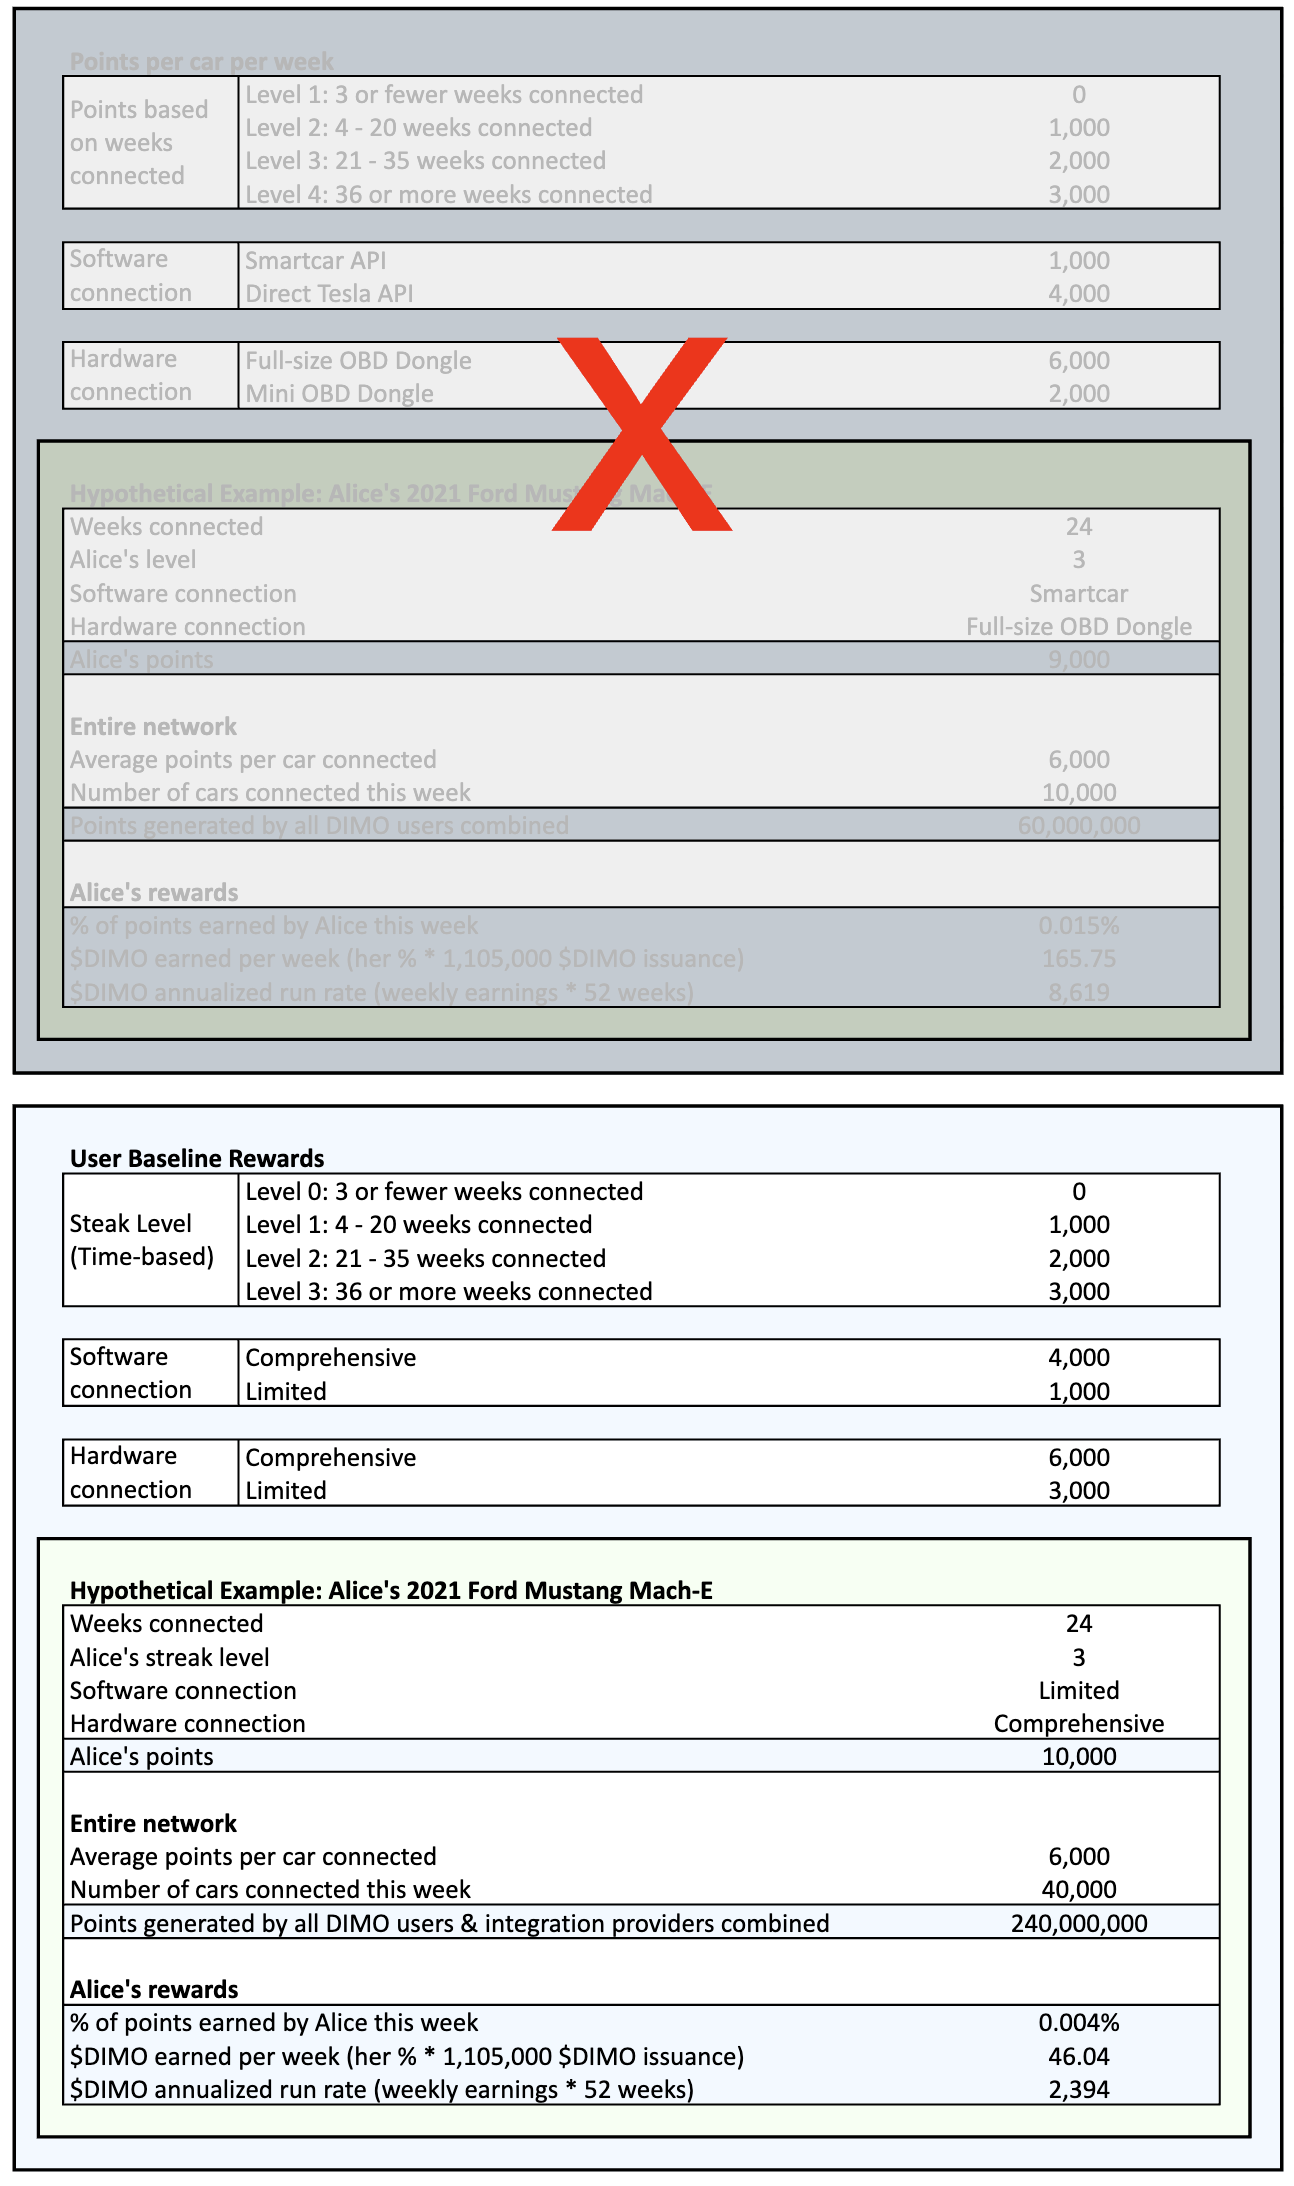 Points per car per week
Points based
on weeks
connected
Level 1: 3 or fewer weeks connected 0
Level 2: 4 - 20 weeks connected 1,000
Level 3: 21 - 35 weeks connected 2,000
Level 4: 36 or more weeks connected 3,000
Software
connection
Smartcar API 1,000
Direct Tesla API 4,000
Hardware
connection
Full-size OBD Dongle 6,000
Mini OBD Dongle 2,000
X
Hypothetical Example: Alice's 2021 Ford Mustang Mach-E
Weeks connected 24
Alice's level 3
Software connection Smartcar
Hardware connection Full-size OBD Dongle
Alice's points 9,000
Entire network
Average points per car connected 6,000
Number of cars connected this week 10,000
Points generated by all DIMO users combined 60,000,000
Alice's rewards
% of points earned by Alice this week 0.015%
$DIMO earned per week (her % * 1,105,000 $DIMO issuance) 165.75
$DIMO annualized run rate (weekly earnings * 52 weeks) 8,619
User Baseline Rewards
Steak Level
(Time-based)
Level 0: 3 or fewer weeks connected 0
Level 1: 4 - 20 weeks connected 1,000
Level 2: 21 - 35 weeks connected 2,000
Level 3: 36 or more weeks connected 3,000
Software
connection
Comprehensive 4,000
Limited 1,000
Hardware
connection
Comprehensive 6,000
Limited 3,000
Hypothetical Example: Alice's 2021 Ford Mustang Mach-E
Weeks connected 24
Alice's streak level 3
Software connection Limited
Hardware connection Comprehensive
Alice's points 10,000
Entire network
Average points per car connected 6,000
Number of cars connected this week 40,000
Points generated by all DIMO users & integration providers combined 240,000,000
Alice's rewards
% of points earned by Alice this week 0.004%
$DIMO earned per week (her % * 1,105,000 $DIMO issuance) 46.04
$DIMO annualized run rate (weekly earnings * 52 weeks) 2,394